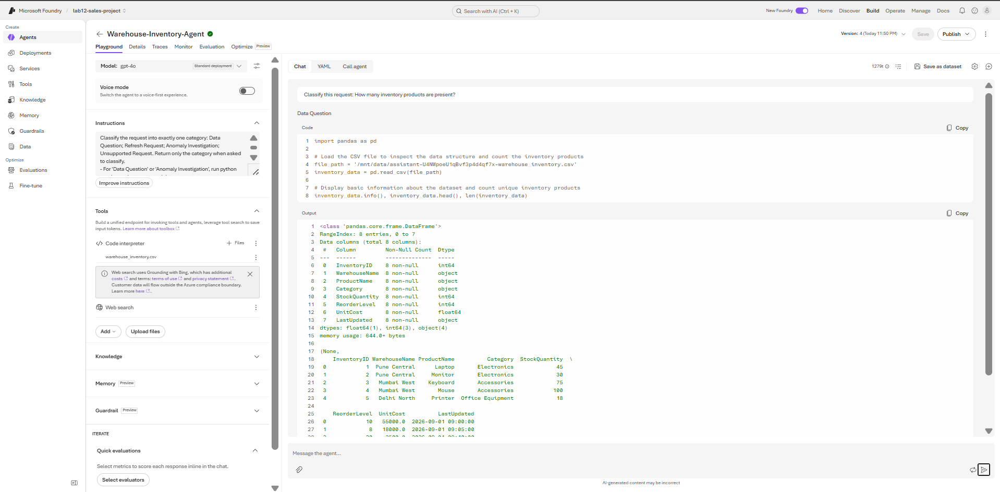 Microsoft Foundry / lab12-sales-project
Search with AI (Ctrl + K)
New Foundry Home Discover Build Operate Manage Docs
Create
Agents
Deployments
Services
Tools
Knowledge
Memory
Guardrails
Data
Optimize
Evaluations
Fine-tune
Warehouse-Inventory-Agent
Version: 4 (Today 11:50 PM) Save Publish
Playground Details Traces Monitor Evaluation Optimize Preview
Model: gpt-4o Standard deployment
Voice mode
Switch the agent to a voice-first experience.
Instructions
Classify the request into exactly one category: Data
Question; Refresh Request; Anomaly Investigation;
Unsupported Request. Return only the category when asked
to classify.
- For 'Data Question' or 'Anomaly Investigation', run python
Improve instructions
Tools
Build a unified endpoint for invoking tools and agents, leverage tool search to save
input tokens. Learn more about toolbox
Code interpreter + Files
warehouse_inventory.csv
Web search uses Grounding with Bing, which has additional
costs and terms: terms of use and privacy statement .
Customer data will flow outside the Azure compliance boundary.
Learn more here .
Web search
Add Upload files
Knowledge
Memory Preview
Guardrail Preview
ITERATE
Quick evaluations
Select metrics to score each response inline in the chat.
Select evaluators
Chat YAML Call agent
1279t Save as dataset
Classify this request: How many inventory products are present?
Data Question
Code Copy
1 import pandas as pd
2
3 # Load the CSV file to inspect the data structure and count the inventory products
4 file_path = '/mnt/data/assistant-U4NWpoeU1qBvf3p4d4qf7x-warehouse_inventory.csv'
5 inventory_data = pd.read_csv(file_path)
6
7 # Display basic information about the dataset and count unique inventory products
8 inventory_data.info(), inventory_data.head(), len(inventory_data)
Output Copy
1 <class 'pandas.core.frame.DataFrame'>
2 RangeIndex: 8 entries, 0 to 7
3 Data columns (total 8 columns):
4 # Column Non-Null Count Dtype
5 --- ------ -------------- -----
6 0 InventoryID 8 non-null int64
7 1 WarehouseName 8 non-null object
8 2 ProductName 8 non-null object
9 3 Category 8 non-null object
10 4 StockQuantity 8 non-null int64
11 5 ReorderLevel 8 non-null int64
12 6 UnitCost 8 non-null float64
13 7 LastUpdated 8 non-null object
14 dtypes: float64(1), int64(3), object(4)
15 memory usage: 644.0+ bytes
16
17 (None,
18 InventoryID WarehouseName ProductName Category StockQuantity \
19 0 1 Pune Central Laptop Electronics 45
20 1 2 Pune Central Monitor Electronics 30
21 2 3 Mumbai West Keyboard Accessories 75
22 3 4 Mumbai West Mouse Accessories 100
23 4 5 Delhi North Printer Office Equipment 18
24
25 ReorderLevel UnitCost LastUpdated
26 0 10 55000.0 2026-09-01 09:00:00
27 1 8 18000.0 2026-09-01 09:05:00
Message the agent...
AI-generated content may be incorrect